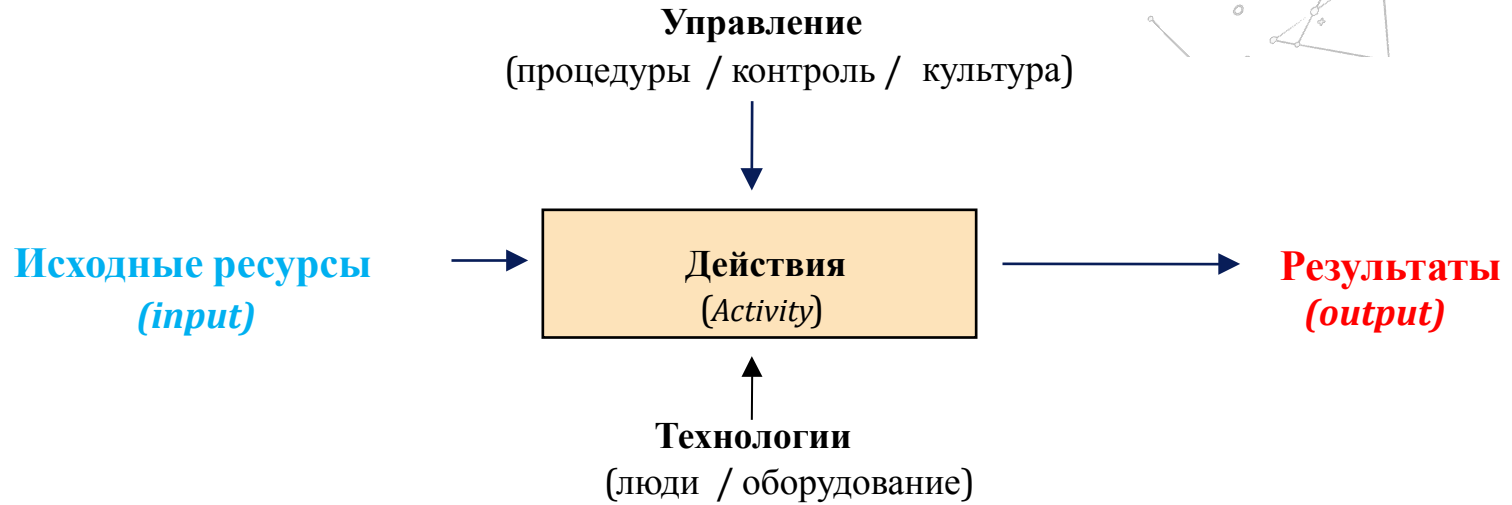 Управление
(процедуры / контроль / культура)
Исходные ресурсы
(input)
Действия
(Activity)
Результаты
(output)
Технологии
(люди / оборудование)